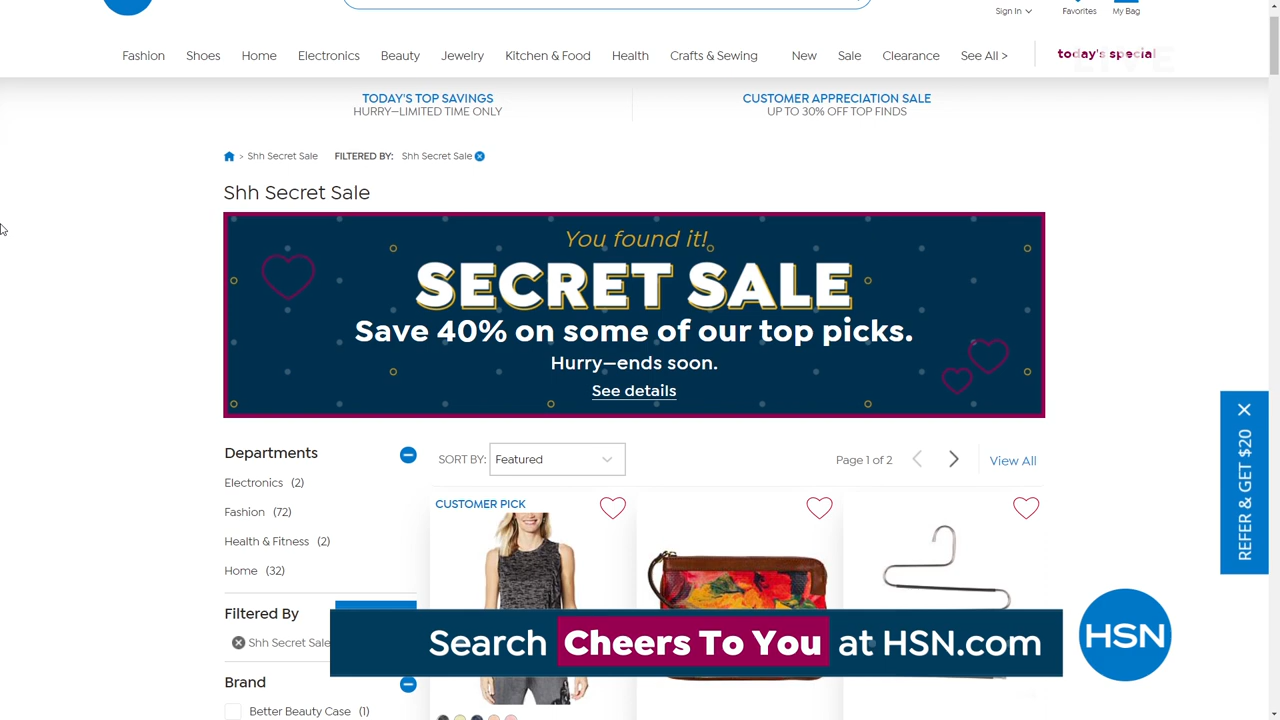 Sign In
Favorites
My Bag
Fashion Shoes Home Electronics Beauty Jewelry Kitchen & Food Health Crafts & Sewing New Sale Clearance See All >
today's special
TODAY'S TOP SAVINGS
HURRY—LIMITED TIME ONLY
CUSTOMER APPRECIATION SALE
UP TO 30% OFF TOP FINDS
> Shh Secret Sale FILTERED BY: Shh Secret Sale
Shh Secret Sale
You found it!
SECRET SALE
Save 40% on some of our top picks.
Hurry—ends soon.
See details
REFER & GET $20
Departments
Electronics (2)
Fashion (72)
Health & Fitness (2)
Home (32)
Filtered By
Shh Secret Sale
Brand
Better Beauty Case (1)
SORT BY: Featured
Page 1 of 2
View All
CUSTOMER PICK
Search Cheers To You at HSN.com
HSN